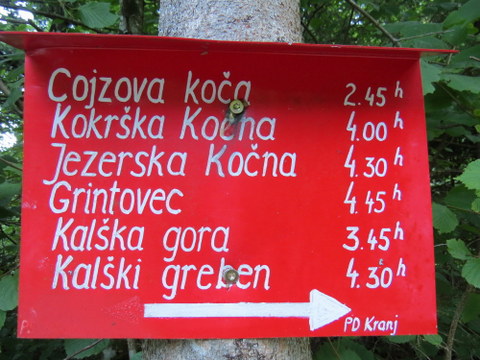 Cojzova koča 2.45 h
Kokrška Kočna 4.00 h
Jezerska Kočna 4.30 h
Grintovec 4.45 h
Kalška gora 3.45 h
Kalški greben 4.30 h
PD Kranj